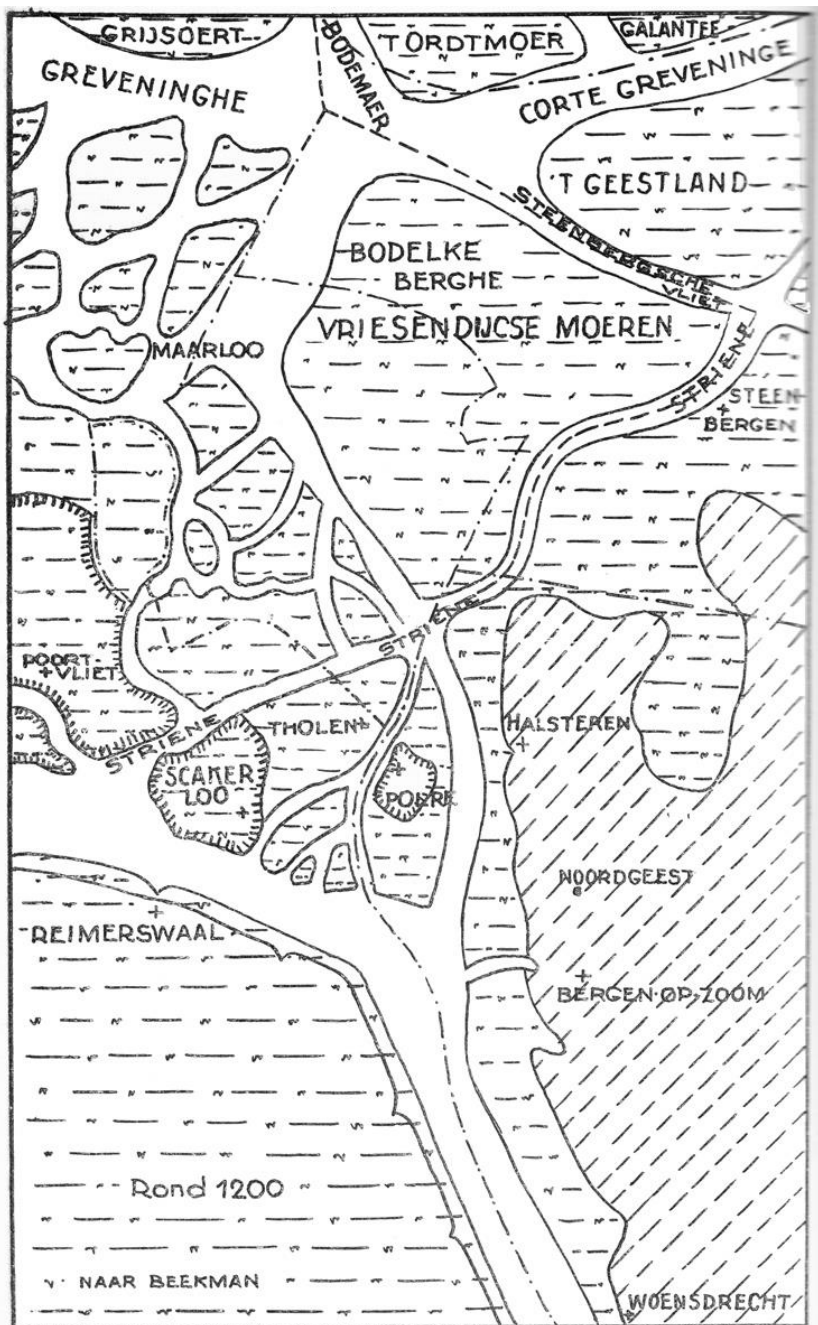 GRIJSOERT
BODEMAER
'T ORDTMOER
GALANTEE
GREVENINGHE
CORTE GREVENINGE
'T GEESTLAND
STEENBERGSCHE
VLIET
BODELKE
BERGHE
VRIESENDIJCSE MOEREN
MAARLOO
STRIENE
STEEN
BERGEN
STRIENE
POORT
VLIET
STRIENE
THOLEN
HALSTEREN
SCAKER
LOO
POERE
NOORDGEEST
REIMERSWAAL
BERGEN-OP-ZOOM
Rond 1200
NAAR BEEKMAN
WOENSDRECHT